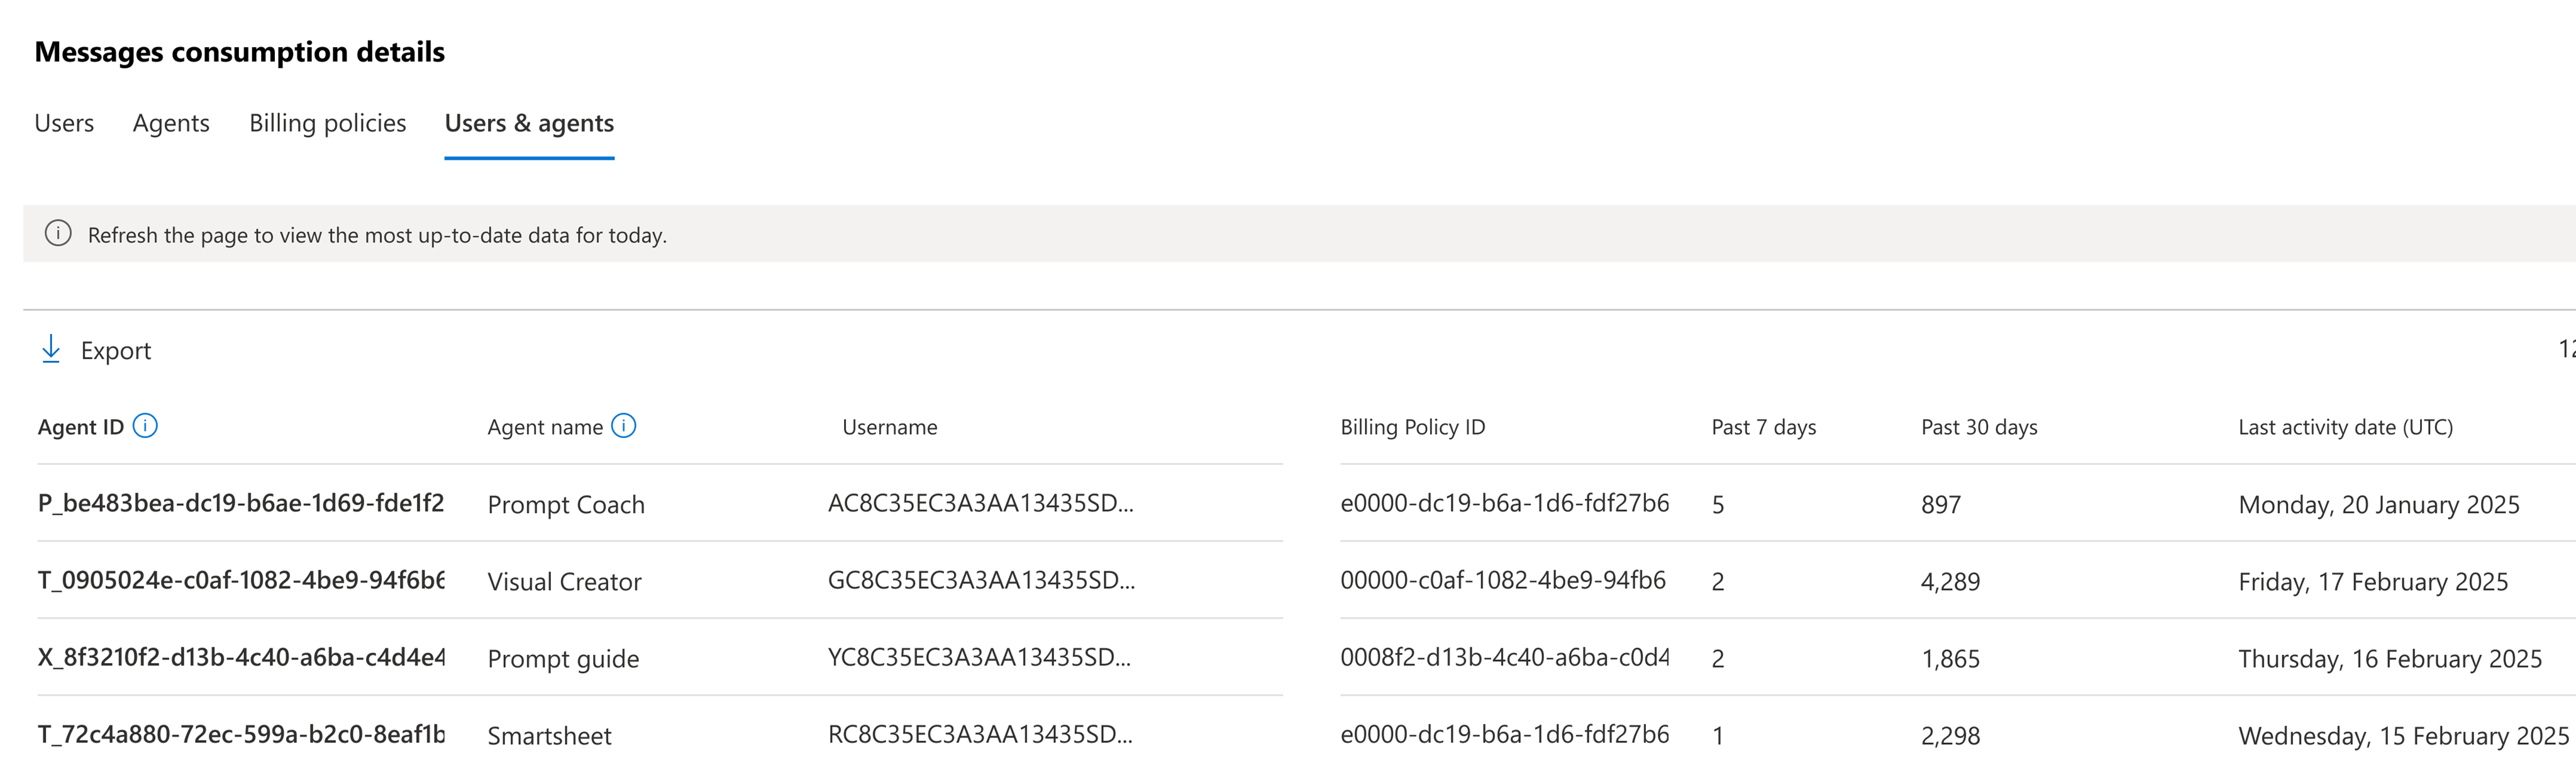 Messages consumption details
Users Agents Billing policies Users & agents
Refresh the page to view the most up-to-date data for today.
Export 12
Agent ID Agent name Username Billing Policy ID Past 7 days Past 30 days Last activity date (UTC)
P_be483bea-dc19-b6ae-1d69-fde1f2 Prompt Coach AC8C35EC3A3AA13435SD... e0000-dc19-b6a-1d6-fdf27b6 5 897 Monday, 20 January 2025
T_0905024e-c0af-1082-4be9-94f6b6 Visual Creator GC8C35EC3A3AA13435SD... 00000-c0af-1082-4be9-94fb6 2 4,289 Friday, 17 February 2025
X_8f3210f2-d13b-4c40-a6ba-c4d4e4 Prompt guide YC8C35EC3A3AA13435SD... 0008f2-d13b-4c40-a6ba-c0d4 2 1,865 Thursday, 16 February 2025
T_72c4a880-72ec-599a-b2c0-8eaf1b Smartsheet RC8C35EC3A3AA13435SD... e0000-dc19-b6a-1d6-fdf27b6 1 2,298 Wednesday, 15 February 2025